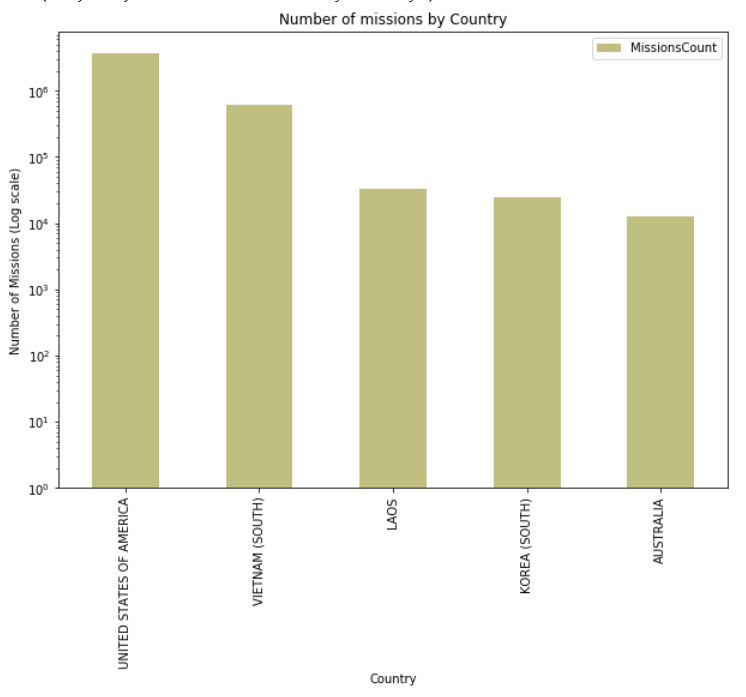 Number of missions by Country
MissionsCount
Number of Missions (Log scale)
10⁶
10⁵
10⁴
10³
10²
10¹
10⁰
UNITED STATES OF AMERICA
VIETNAM (SOUTH)
LAOS
KOREA (SOUTH)
AUSTRALIA
Country